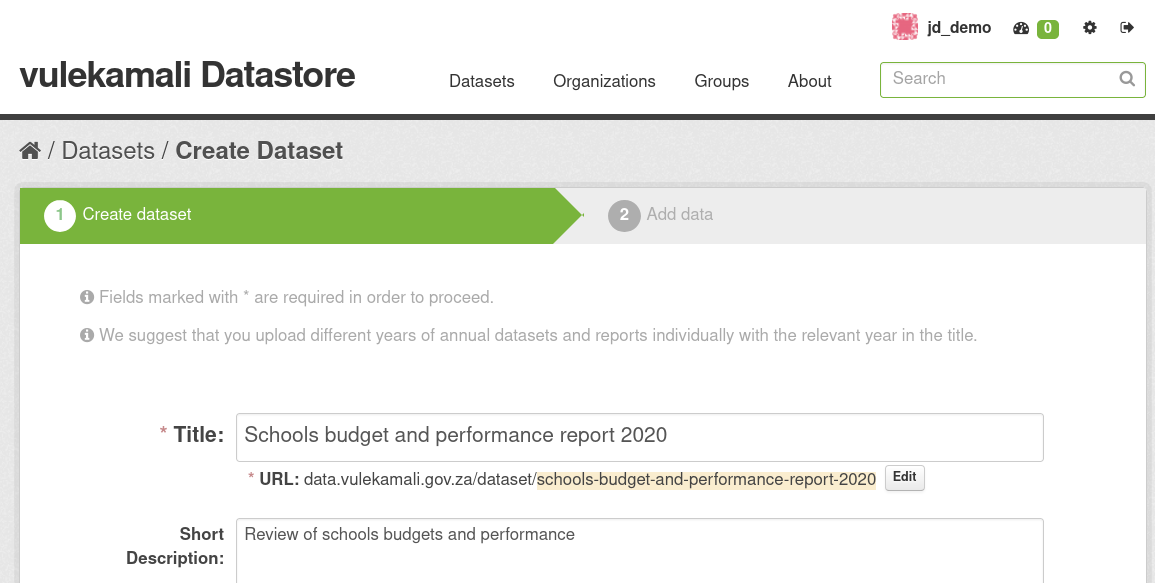 jd_demo 0
vulekamali Datastore
Datasets Organizations Groups About Search
/ Datasets / Create Dataset
1 Create dataset 2 Add data
Fields marked with * are required in order to proceed.
We suggest that you upload different years of annual datasets and reports individually with the relevant year in the title.
* Title: Schools budget and performance report 2020
* URL: data.vulekamali.gov.za/dataset/schools-budget-and-performance-report-2020 Edit
Short Description: Review of schools budgets and performance